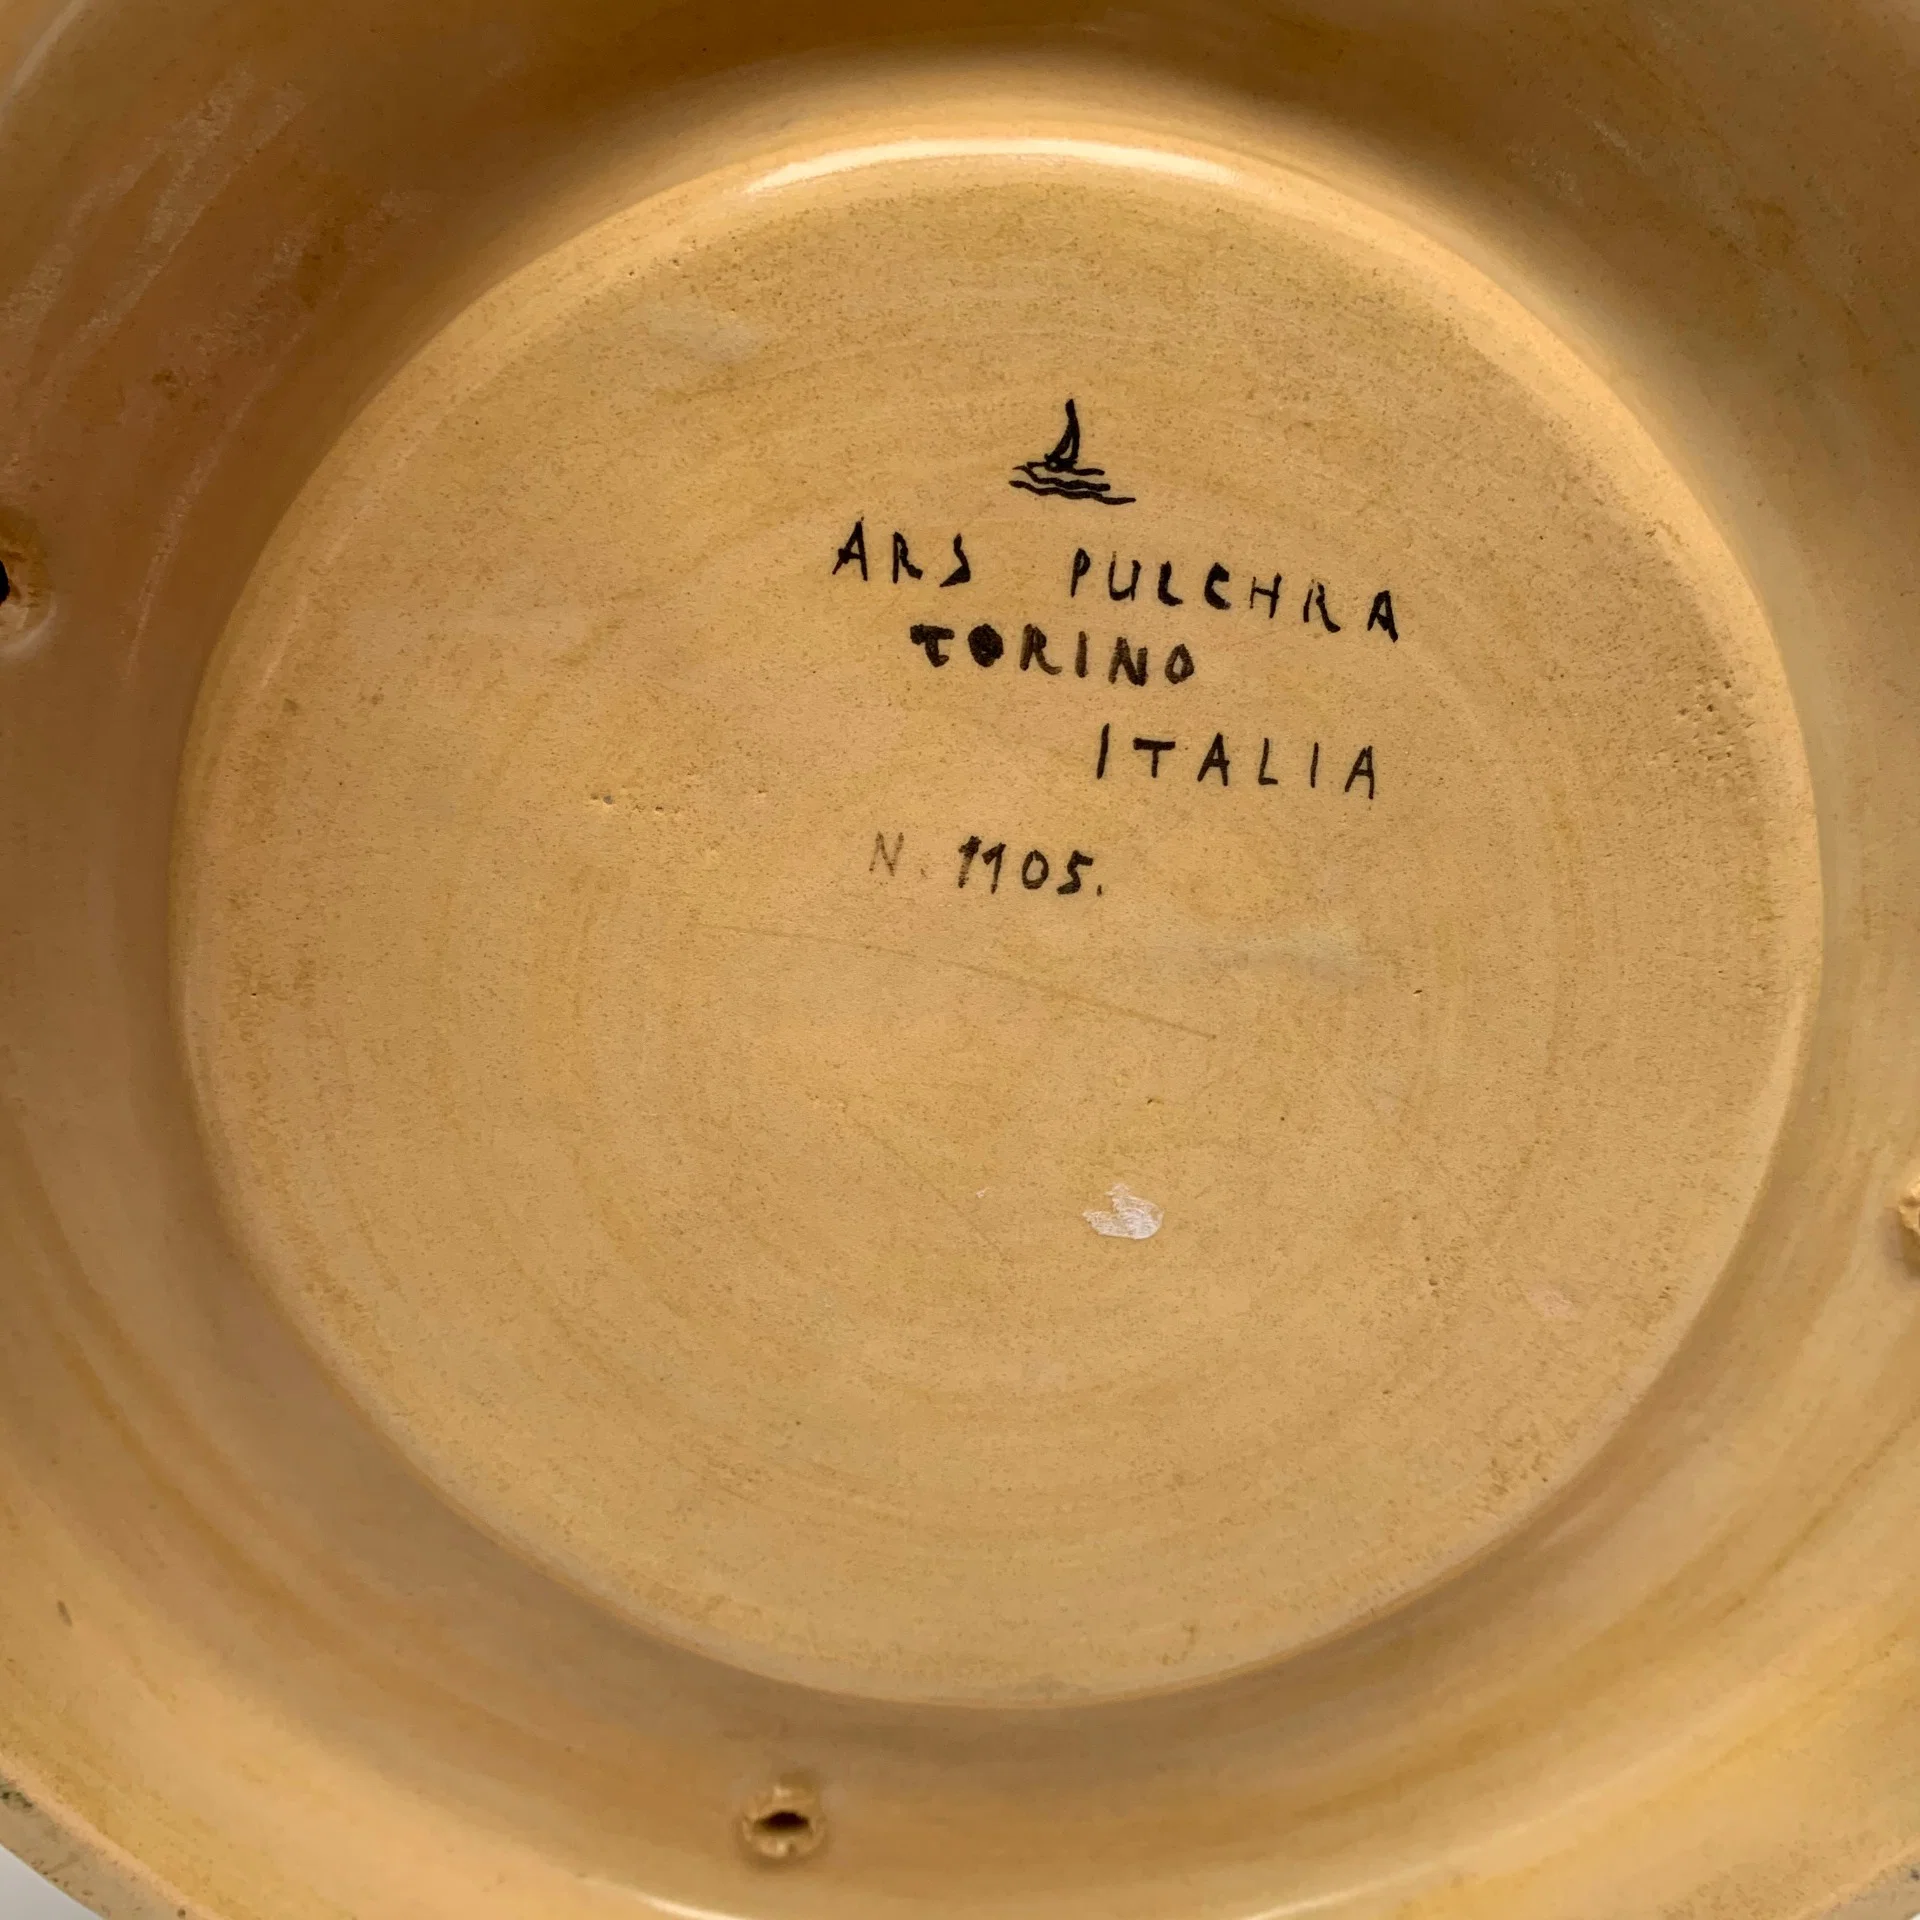 ARS PULCHRA
TORINO
ITALIA
N. 1105.